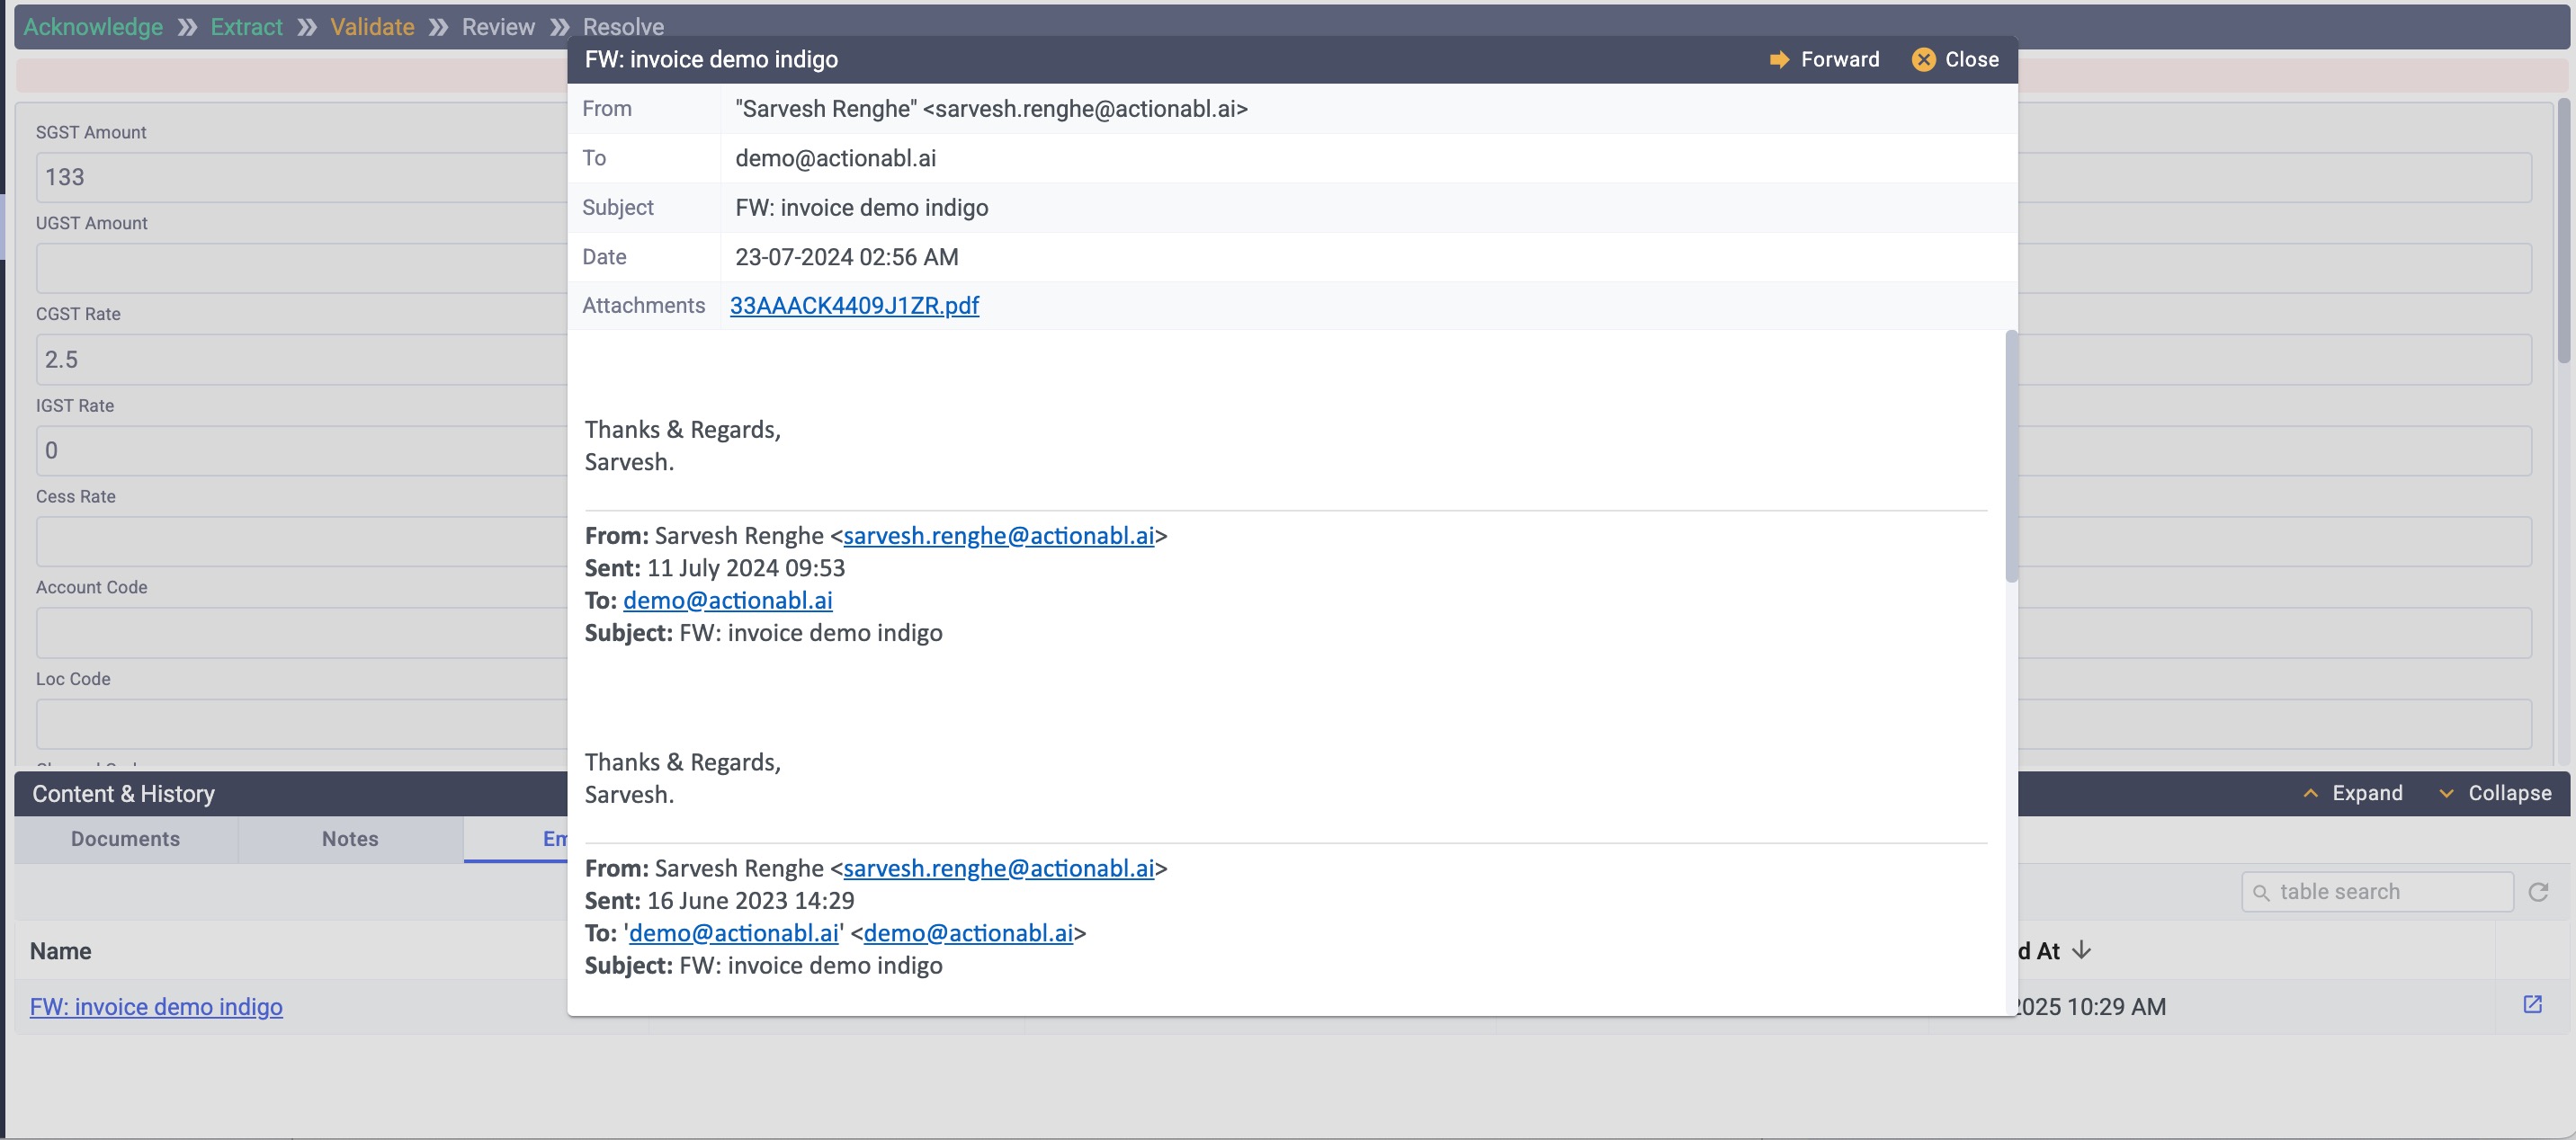 Acknowledge » Extract » Validate » Review » Resolve
FW: invoice demo indigo Forward Close
From "Sarvesh Renghe" <sarvesh.renghe@actionabl.ai>
To demo@actionabl.ai
Subject FW: invoice demo indigo
Date 23-07-2024 02:56 AM
Attachments 33AAACK4409J1ZR.pdf
Thanks & Regards,
Sarvesh.
From: Sarvesh Renghe <sarvesh.renghe@actionabl.ai>
Sent: 11 July 2024 09:53
To: demo@actionabl.ai
Subject: FW: invoice demo indigo
Thanks & Regards,
Sarvesh.
From: Sarvesh Renghe <sarvesh.renghe@actionabl.ai>
Sent: 16 June 2023 14:29
To: 'demo@actionabl.ai' <demo@actionabl.ai>
Subject: FW: invoice demo indigo
SGST Amount
133
UGST Amount
CGST Rate
2.5
IGST Rate
0
Cess Rate
Account Code
Loc Code
Content & History Expand Collapse
Documents Notes Em
table search
Name d At
FW: invoice demo indigo 2025 10:29 AM